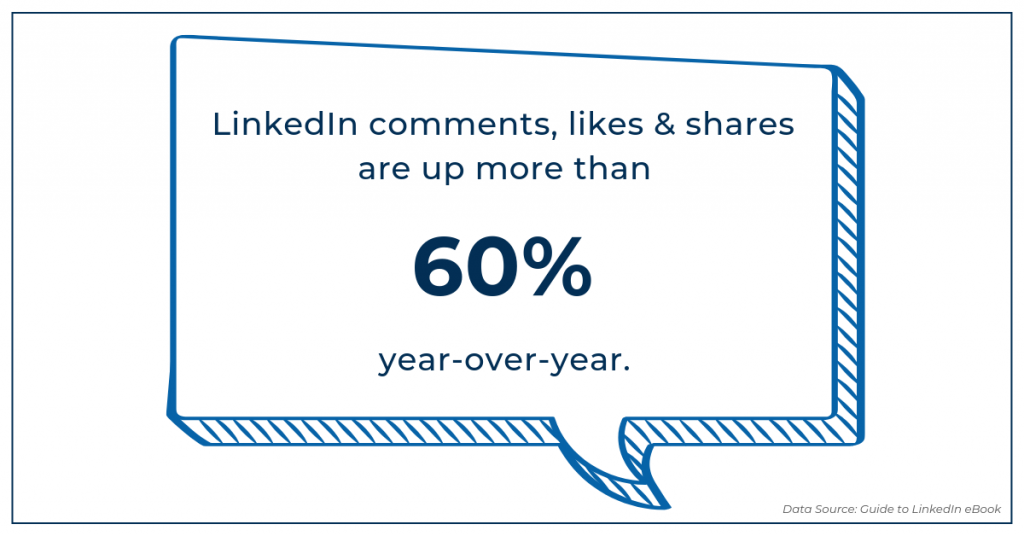 LinkedIn comments, likes & shares
are up more than
60%
year-over-year.
Data Source: Guide to LinkedIn eBook